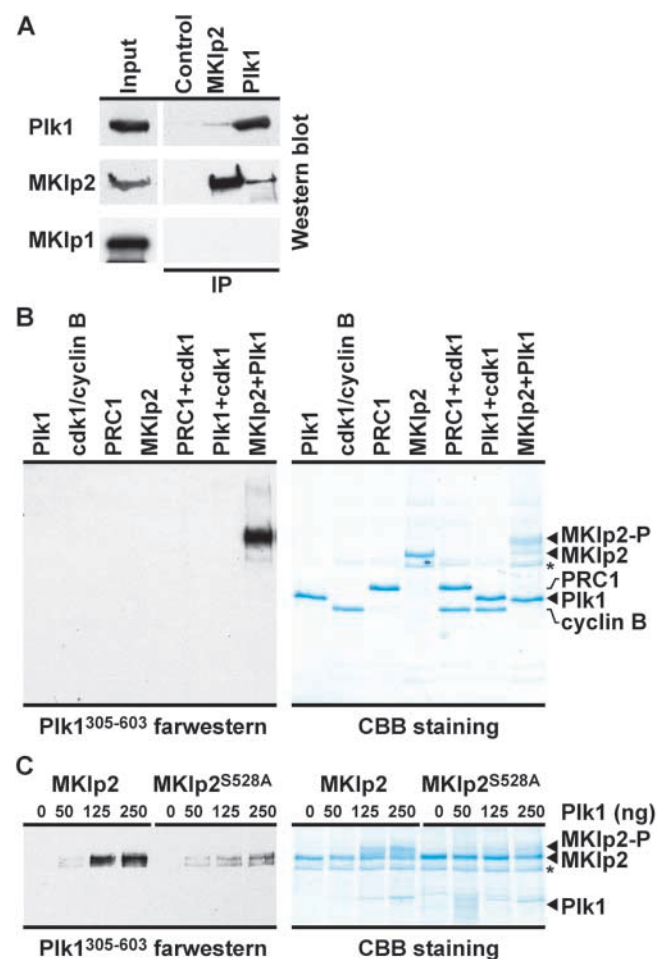 A
Input
Control
MKlp2
Plk1
Plk1
MKlp2
MKlp1
Western blot
IP
B
Plk1
cdk1/cyclin B
PRC1
MKlp2
PRC1+cdk1
Plk1+cdk1
MKlp2+Plk1
Plk1
cdk1/cyclin B
PRC1
MKlp2
PRC1+cdk1
Plk1+cdk1
MKlp2+Plk1
MKlp2-P
MKlp2
*
PRC1
Plk1
cyclin B
Plk1305-603 farwestern
CBB staining
C
MKlp2 MKlp2S528A MKlp2 MKlp2S528A
0 50 125 250 0 50 125 250 0 50 125 250 0 50 125 250 Plk1 (ng)
MKlp2-P
MKlp2
*
Plk1
Plk1305-603 farwestern
CBB staining